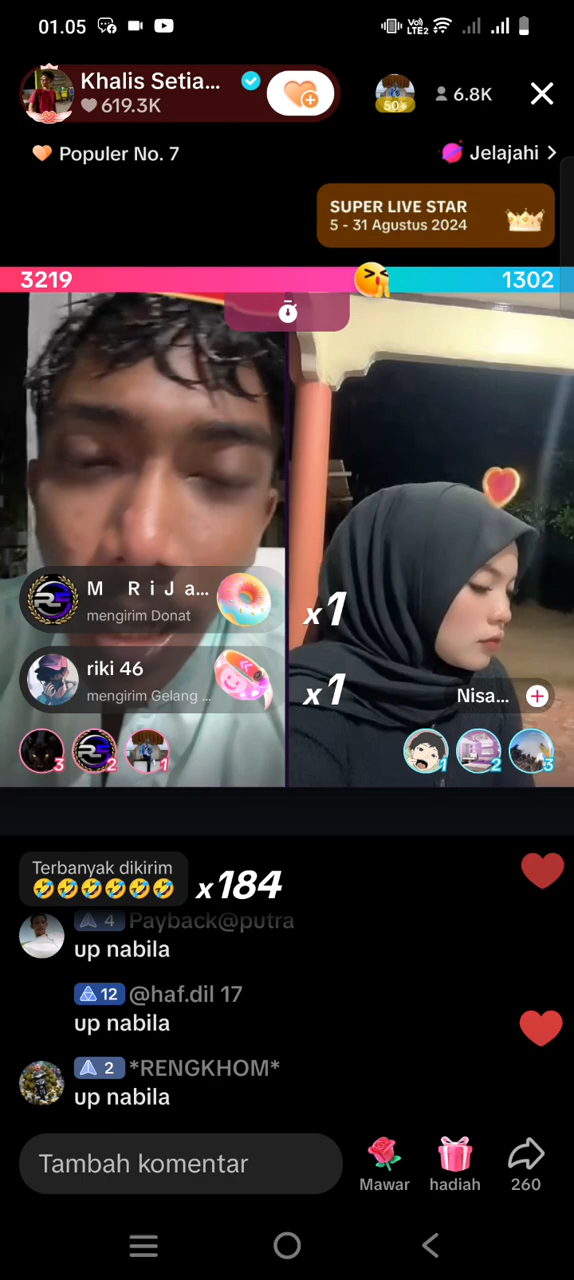 01.05
Vol)
LTE2
Khalis Setia...
619.3K
50+
6.8K
Populer No. 7
Jelajahi >
SUPER LIVE STAR
5 - 31 Agustus 2024
3219
1302
M R i J a...
mengirim Donat
x1
riki 46
mengirim Gelang ...
x1
Nisa...
3
2
1
1
2
3
Terbanyak dikirim
🤣🤣🤣🤣🤣🤣
x184
4 Payback@putra
up nabila
12 @haf.dil 17
up nabila
2 *RENGKHOM*
up nabila
Tambah komentar
Mawar
hadiah
260